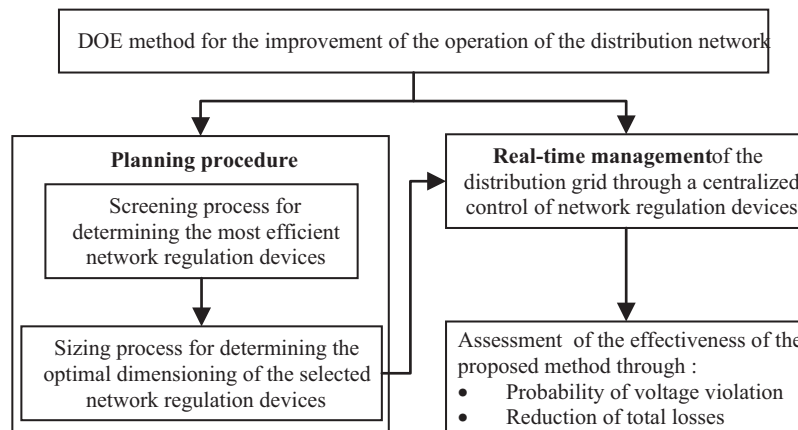 DOE method for the improvement of the operation of the distribution network
Planning procedure
Screening process for
determining the most efficient
network regulation devices
Sizing process for determining the
optimal dimensioning of the selected
network regulation devices
Real-time managementof the
distribution grid through a centralized
control of network regulation devices
Assessment of the effectiveness of the
proposed method through :
• Probability of voltage violation
• Reduction of total losses